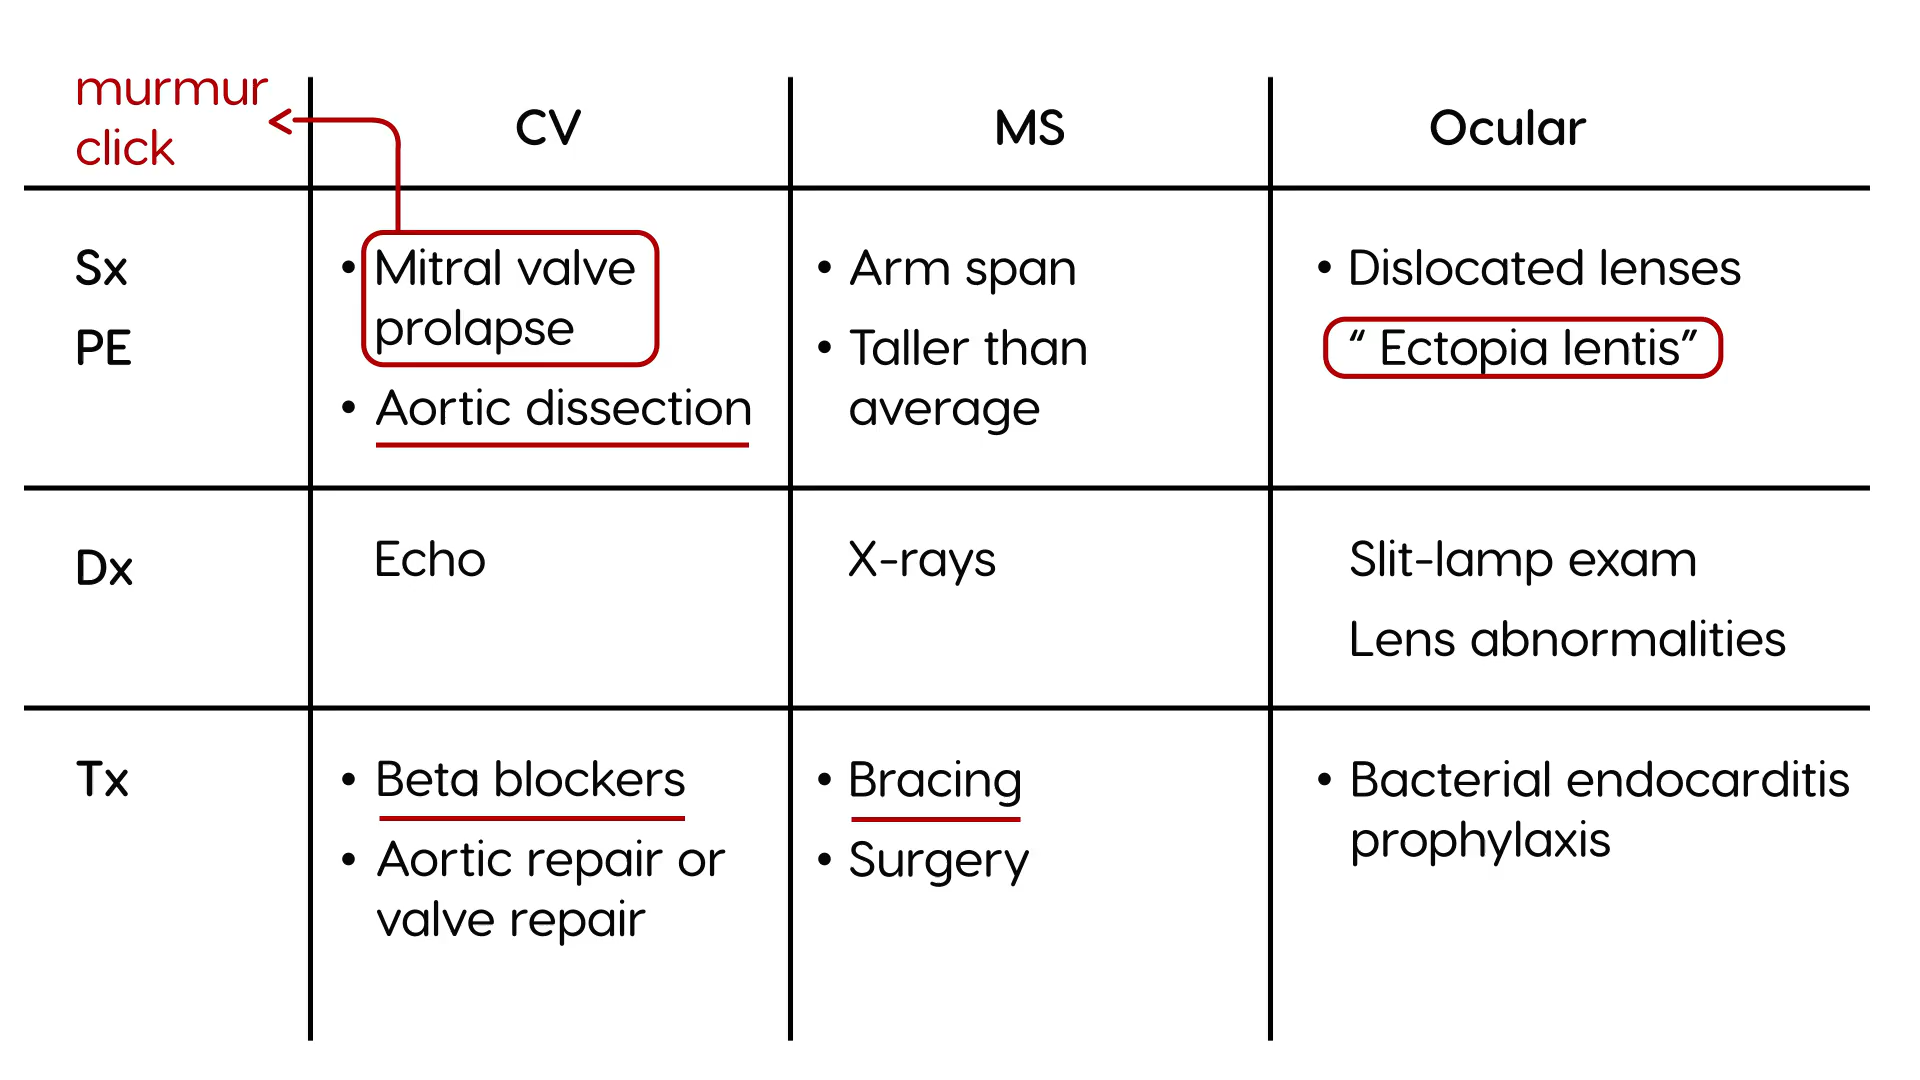 murmur
click
CV
MS
Ocular
Sx
PE
• Mitral valve
prolapse
• Aortic dissection
• Arm span
• Taller than
average
• Dislocated lenses
“ Ectopia lentis”
Dx
Echo
X-rays
Slit-lamp exam
Lens abnormalities
Tx
• Beta blockers
• Aortic repair or
valve repair
• Bracing
• Surgery
• Bacterial endocarditis
prophylaxis